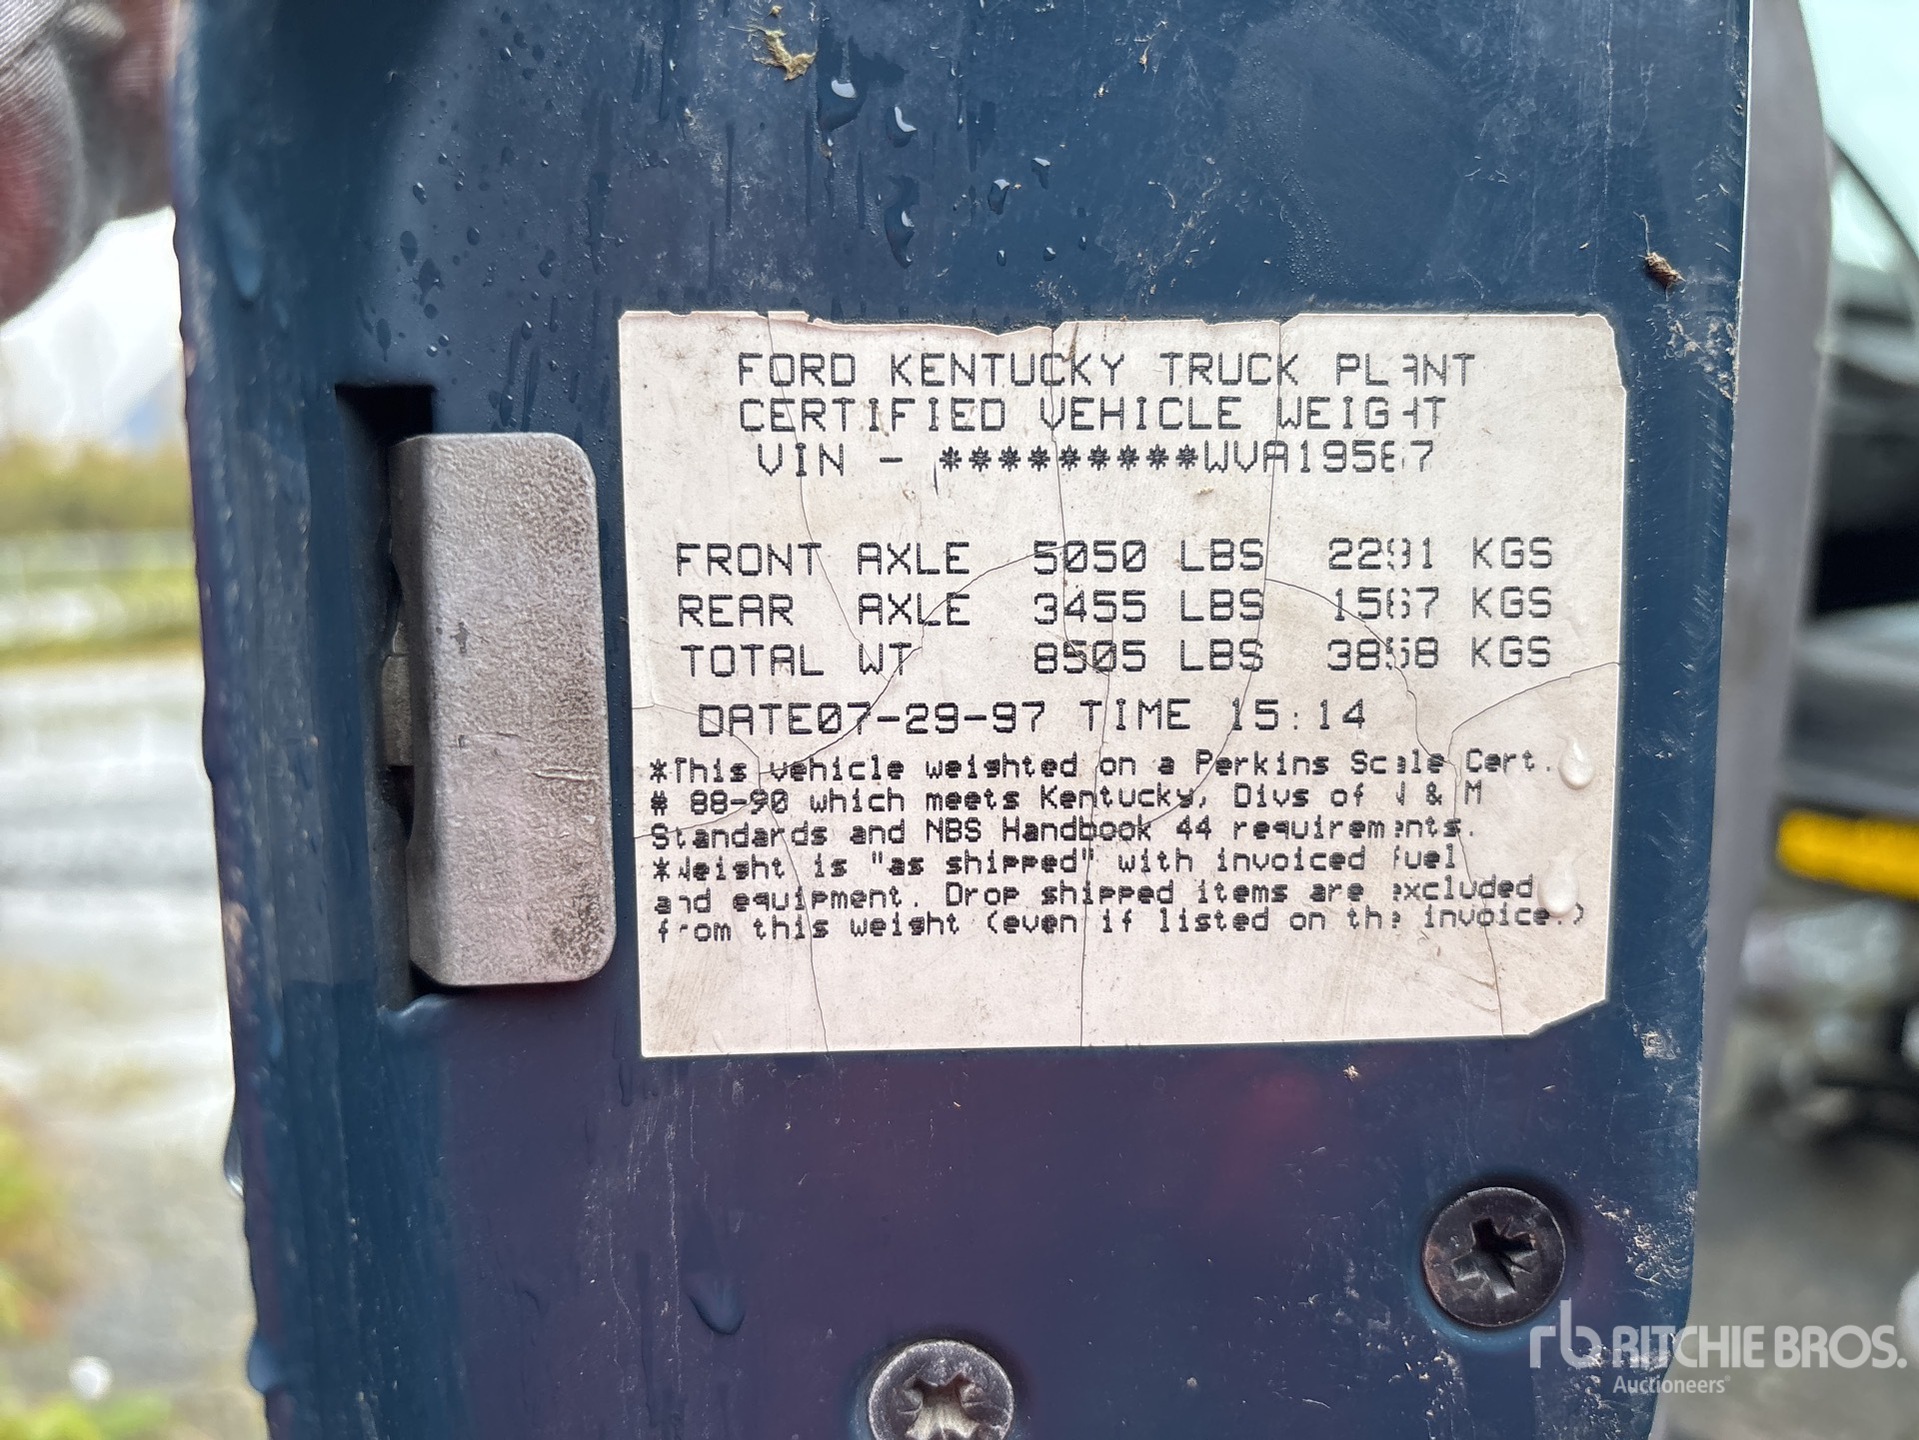 FORD KENTUCKY TRUCK PLANT
CERTIFIED VEHICLE WEIGHT
VIN - *********WVA19567
FRONT AXLE 5050 LBS 2291 KGS
REAR AXLE 3455 LBS 1567 KGS
TOTAL WT 8505 LBS 3858 KGS
DATE07-29-97 TIME 15:14
*This vehicle weighted on a Perkins Scale Cert.
# 88-90 which meets Kentucky, Divs of W & M
Standards and NBS Handbook 44 requirements.
*Weight is "as shipped" with invoiced fuel
and equipment. Drop shipped items are excluded
from this weight (even if listed on the invoice.)
rb RITCHIE BROS.
Auctioneers